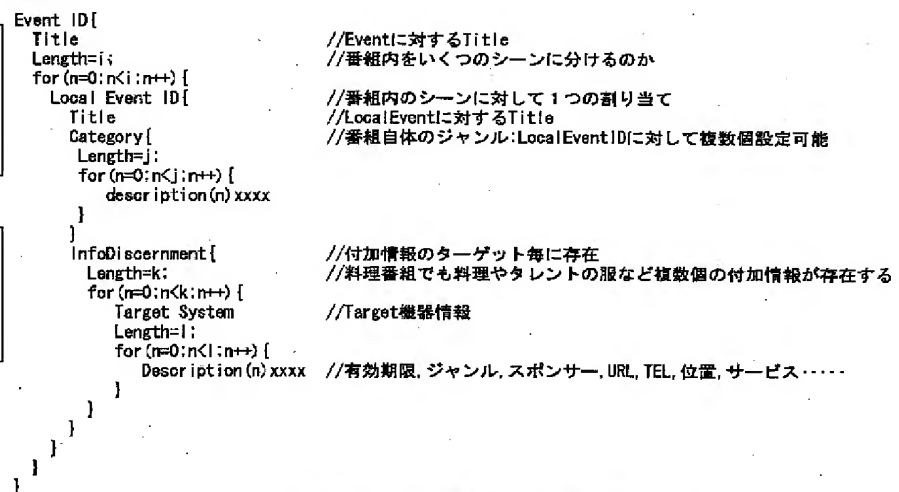 Event ID{
Title //Eventに対するTitle
Length=i; //番組内をいくつのシーンに分けるのか
for(n=0;n<i;n++) {
Local Event ID{ //番組内のシーンに対して1つの割り当て
Title //LocalEventに対するTitle
Category{ //番組自体のジャンル:LocalEventIDに対して複数個設定可能
Length=j;
for(n=0;n<j;n++) {
description(n)xxxx
}
}
InfoDiscernment{ //付加情報のターゲット毎に存在
Length=k; //料理番組でも料理やタレントの服など複数個の付加情報が存在する
for(n=0;n<k;n++) {
Target System //Target機器情報
Length=l;
for(n=0;n<l;n++) {
Description(n)xxxx //有効期限,ジャンル,スポンサー,URL,TEL,位置,サービス‥‥‥
}
}
}
}
}
}